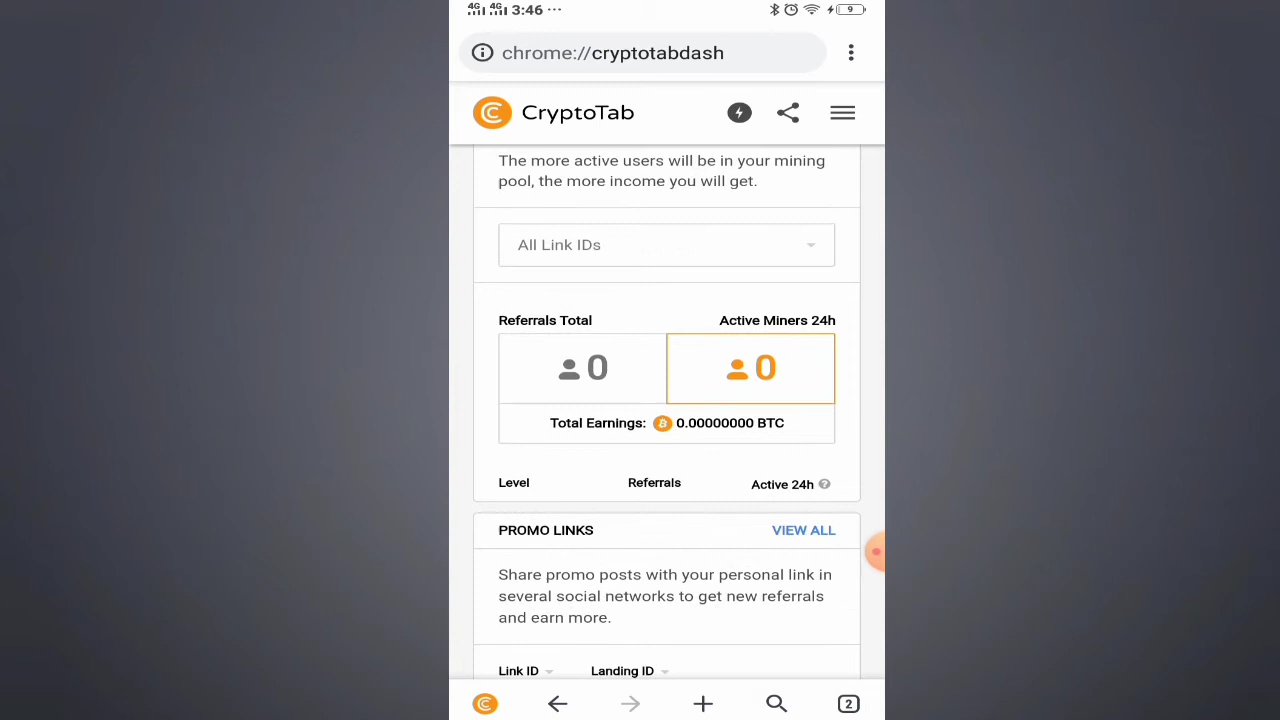 4G 4G 3:46 ··· 9
chrome://cryptotabdash
CryptoTab
The more active users will be in your mining
pool, the more income you will get.
All Link IDs
Referrals Total Active Miners 24h
0 0
Total Earnings: 0.00000000 BTC
Level Referrals Active 24h ?
PROMO LINKS VIEW ALL
Share promo posts with your personal link in
several social networks to get new referrals
and earn more.
Link ID Landing ID
2